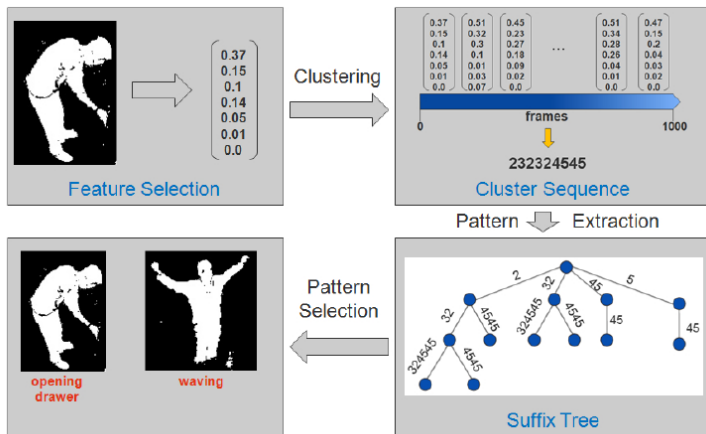 0.37
0.15
0.1
0.14
0.05
0.01
0.0
Feature Selection
Clustering
0.37 0.51 0.45 0.51 0.47
0.15 0.32 0.23 0.34 0.15
0.1 0.3 0.27 ... 0.28 0.2
0.14 0.1 0.18 0.26 0.04
0.05 0.01 0.09 0.04 0.03
0.01 0.03 0.02 0.01 0.02
0.0 0.07 0.0 0.0 0.0
0 frames 1000
232324545
Cluster Sequence
Pattern Extraction
2 32 45 5
32 4545 324545 4545 45 45
324545 4545
Suffix Tree
Pattern
Selection
opening
drawer
waving